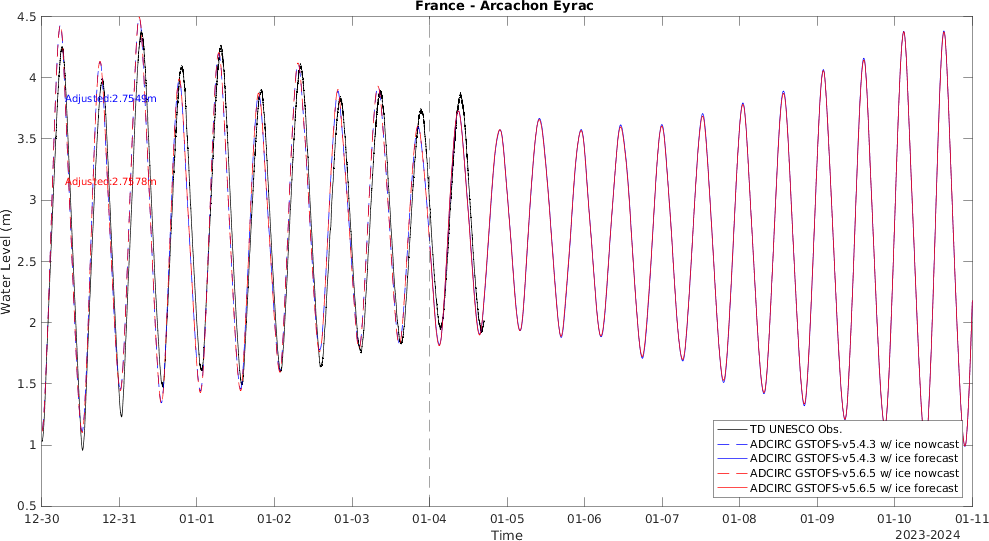 France - Arcachon Eyrac
4.5
4
3.5
3
2.5
2
1.5
1
0.5
Water Level (m)
Adjusted:2.7549m
Adjusted:2.7578m
TD UNESCO Obs.
ADCIRC GSTOFS-v5.4.3 w/ ice nowcast
ADCIRC GSTOFS-v5.4.3 w/ ice forecast
ADCIRC GSTOFS-v5.6.5 w/ ice nowcast
ADCIRC GSTOFS-v5.6.5 w/ ice forecast
12-30 12-31 01-01 01-02 01-03 01-04 01-05 01-06 01-07 01-08 01-09 01-10 01-11
Time
2023-2024